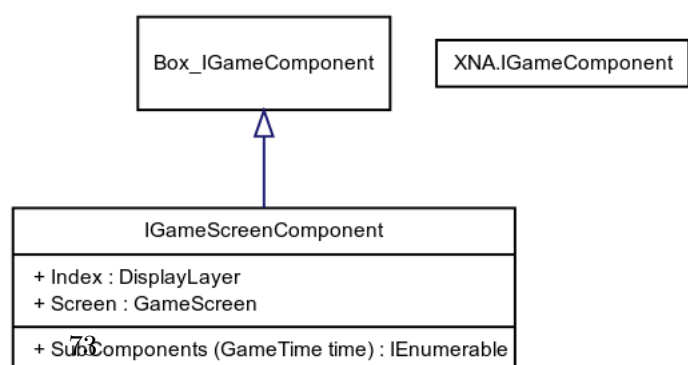 Box_IGameComponent
XNA.IGameComponent
IGameScreenComponent
+ Index : DisplayLayer
+ Screen : GameScreen
+ SubComponents (GameTime time) : IEnumerable
73